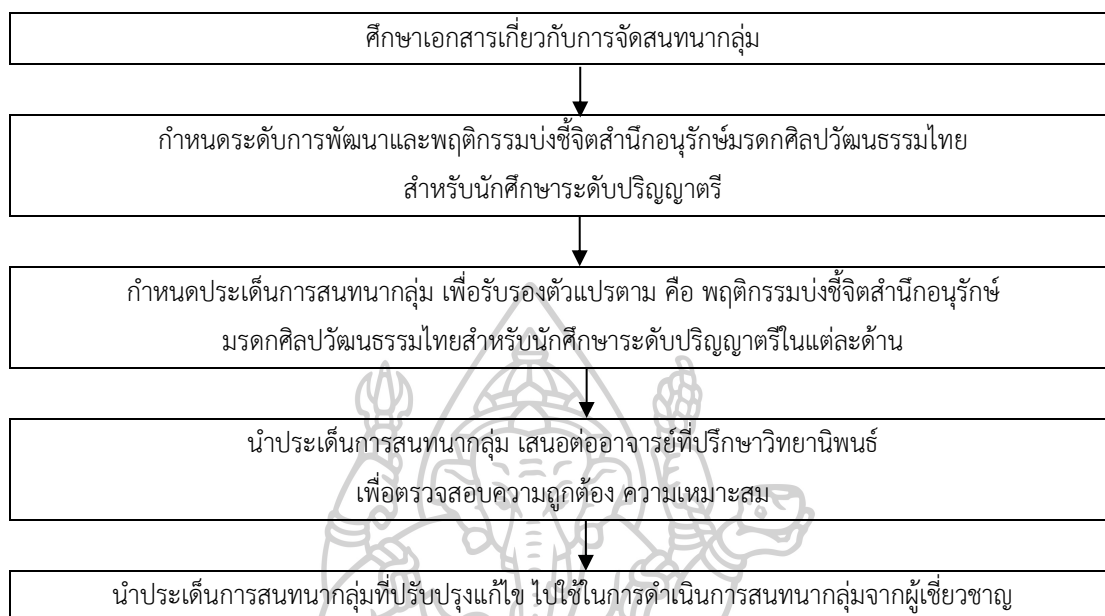 ศึกษาเอกสารเกี่ยวกับการจัดสนทนากลุ่ม
กำหนดระดับการพัฒนาและพฤติกรรมบ่งชี้จิตสำนึกอนุรักษ์มรดกศิลปวัฒนธรรมไทย
สำหรับนักศึกษาระดับปริญญาตรี
กำหนดประเด็นการสนทนากลุ่ม เพื่อรับรองตัวแปรตาม คือ พฤติกรรมบ่งชี้จิตสำนึกอนุรักษ์
มรดกศิลปวัฒนธรรมไทยสำหรับนักศึกษาระดับปริญญาตรีในแต่ละด้าน
นำประเด็นการสนทนากลุ่ม เสนอต่ออาจารย์ที่ปรึกษาวิทยานิพนธ์
เพื่อตรวจสอบความถูกต้อง ความเหมาะสม
นำประเด็นการสนทนากลุ่มที่ปรับปรุงแก้ไข ไปใช้ในการดำเนินการสนทนากลุ่มจากผู้เชี่ยวชาญ